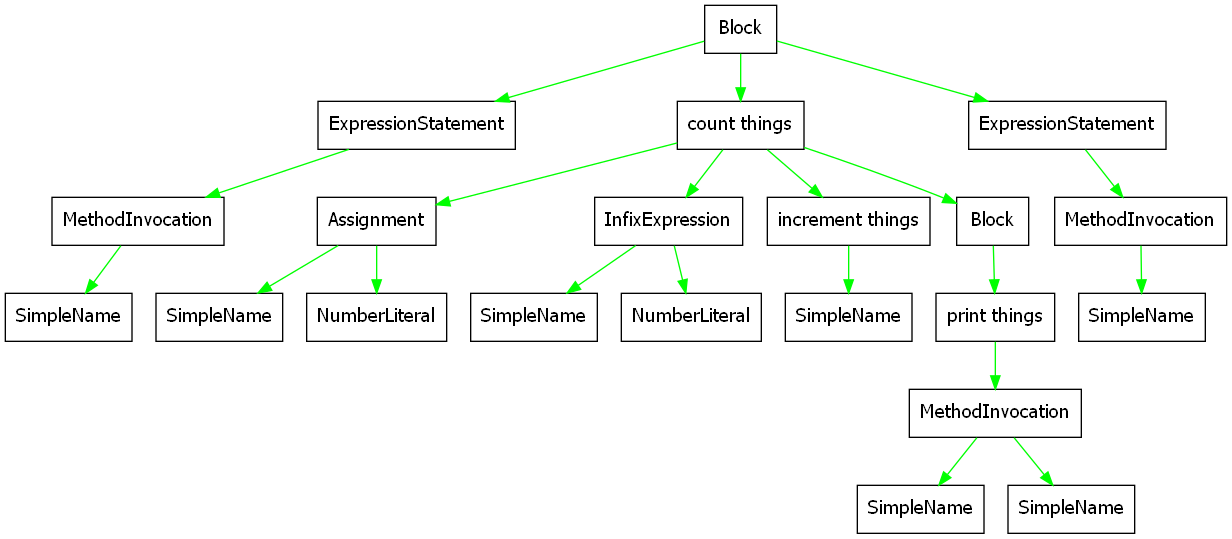 Block
ExpressionStatement
count things
ExpressionStatement
MethodInvocation
Assignment
InfixExpression
increment things
Block
MethodInvocation
SimpleName
SimpleName
NumberLiteral
SimpleName
NumberLiteral
SimpleName
print things
SimpleName
MethodInvocation
SimpleName
SimpleName